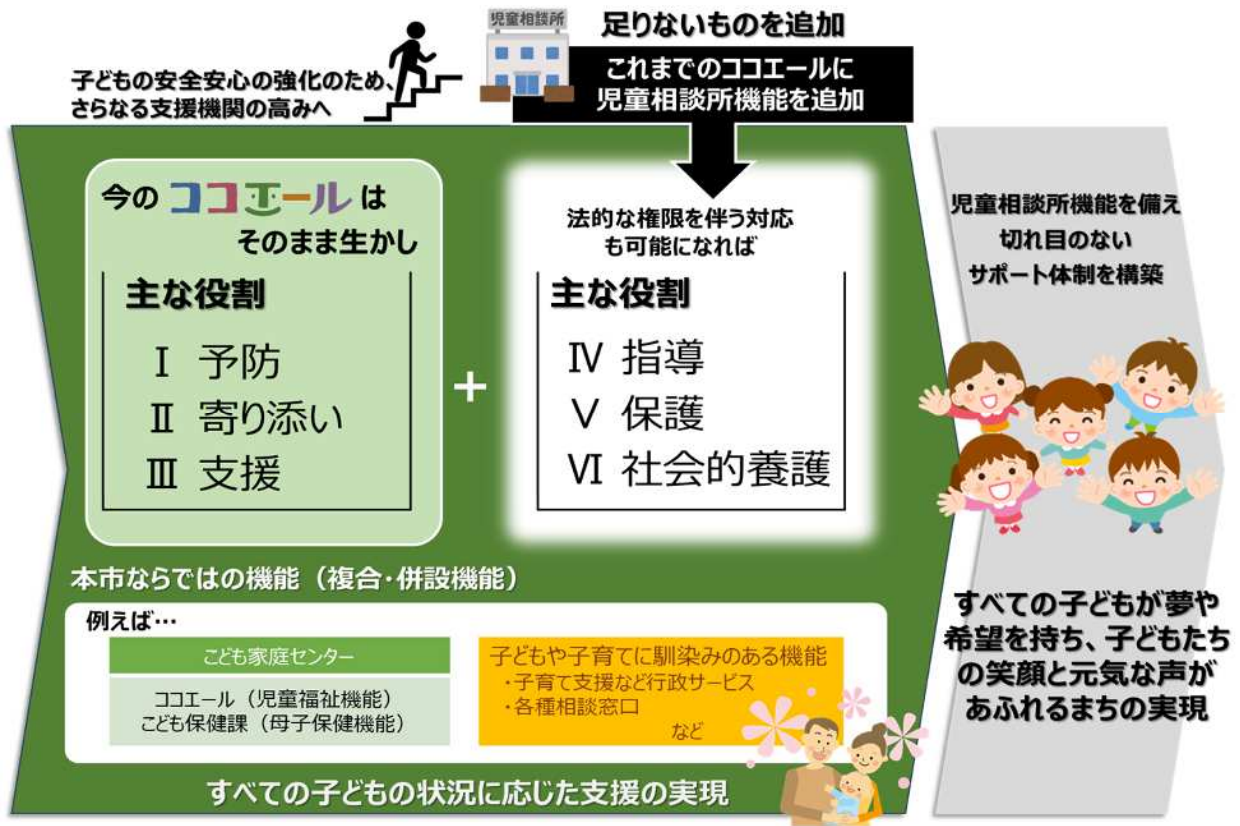 児童相談所
足りないものを追加
これまでのココエールに
児童相談所機能を追加
子どもの安全安心の強化のため、
さらなる支援機関の高みへ
今の ココエール は
そのまま生かし
主な役割
Ⅰ 予防
Ⅱ 寄り添い
Ⅲ 支援
+
法的な権限を伴う対応
も可能になれば
主な役割
Ⅳ 指導
Ⅴ 保護
Ⅵ 社会的養護
本市ならではの機能（複合・併設機能）
例えば…
こども家庭センター
ココエール（児童福祉機能）
こども保健課（母子保健機能）
子どもや子育てに馴染みのある機能
・子育て支援など行政サービス
・各種相談窓口
など
すべての子どもの状況に応じた支援の実現
児童相談所機能を備え
切れ目のない
サポート体制を構築
すべての子どもが夢や
希望を持ち、子どもたち
の笑顔と元気な声が
あふれるまちの実現